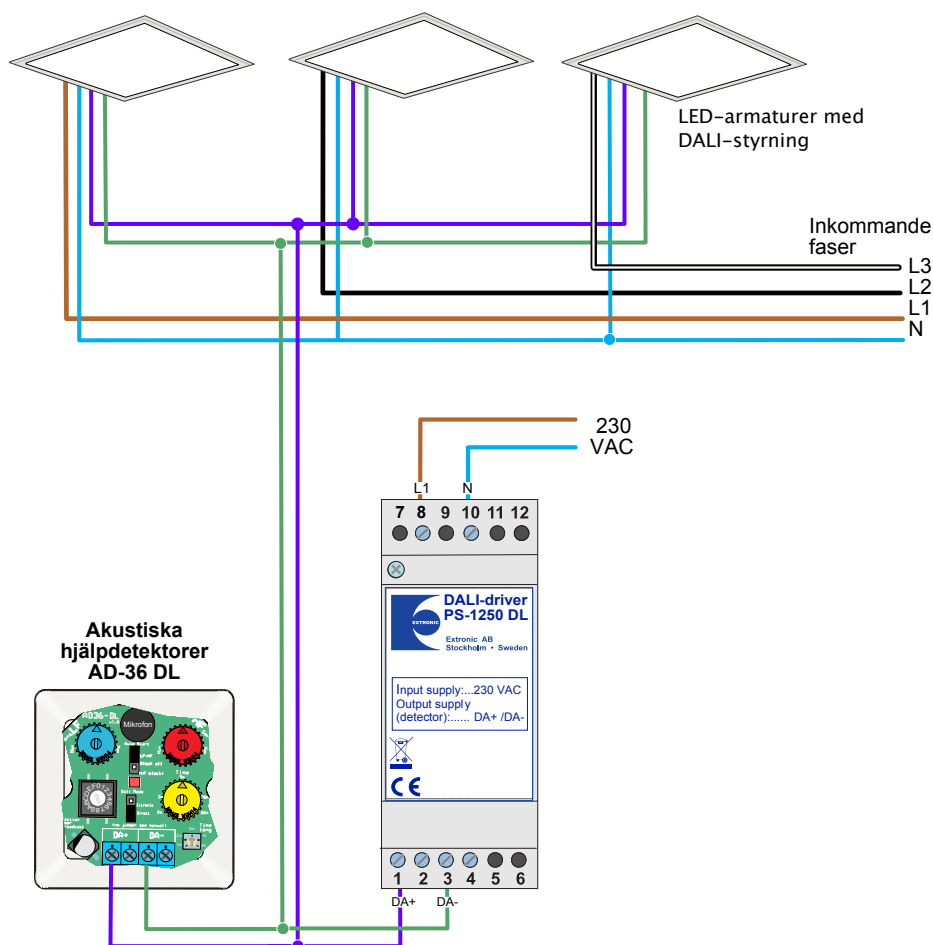 LED-armaturer med
DALI-styrning
Inkommande
faser
L3
L2
L1
N
230
VAC
L1 N
7 8 9 10 11 12
DALI-driver
PS-1250 DL
EXTRONIC
Extronic AB
Stockholm • Sweden
Input supply:...230 VAC
Output supply
(detector):...... DA+ /DA-
CE
1 2 3 4 5 6
DA+ DA-
Akustiska
hjälpdetektorer
AD-36 DL
AD36-DL
Mikrofon
DA+ DA-